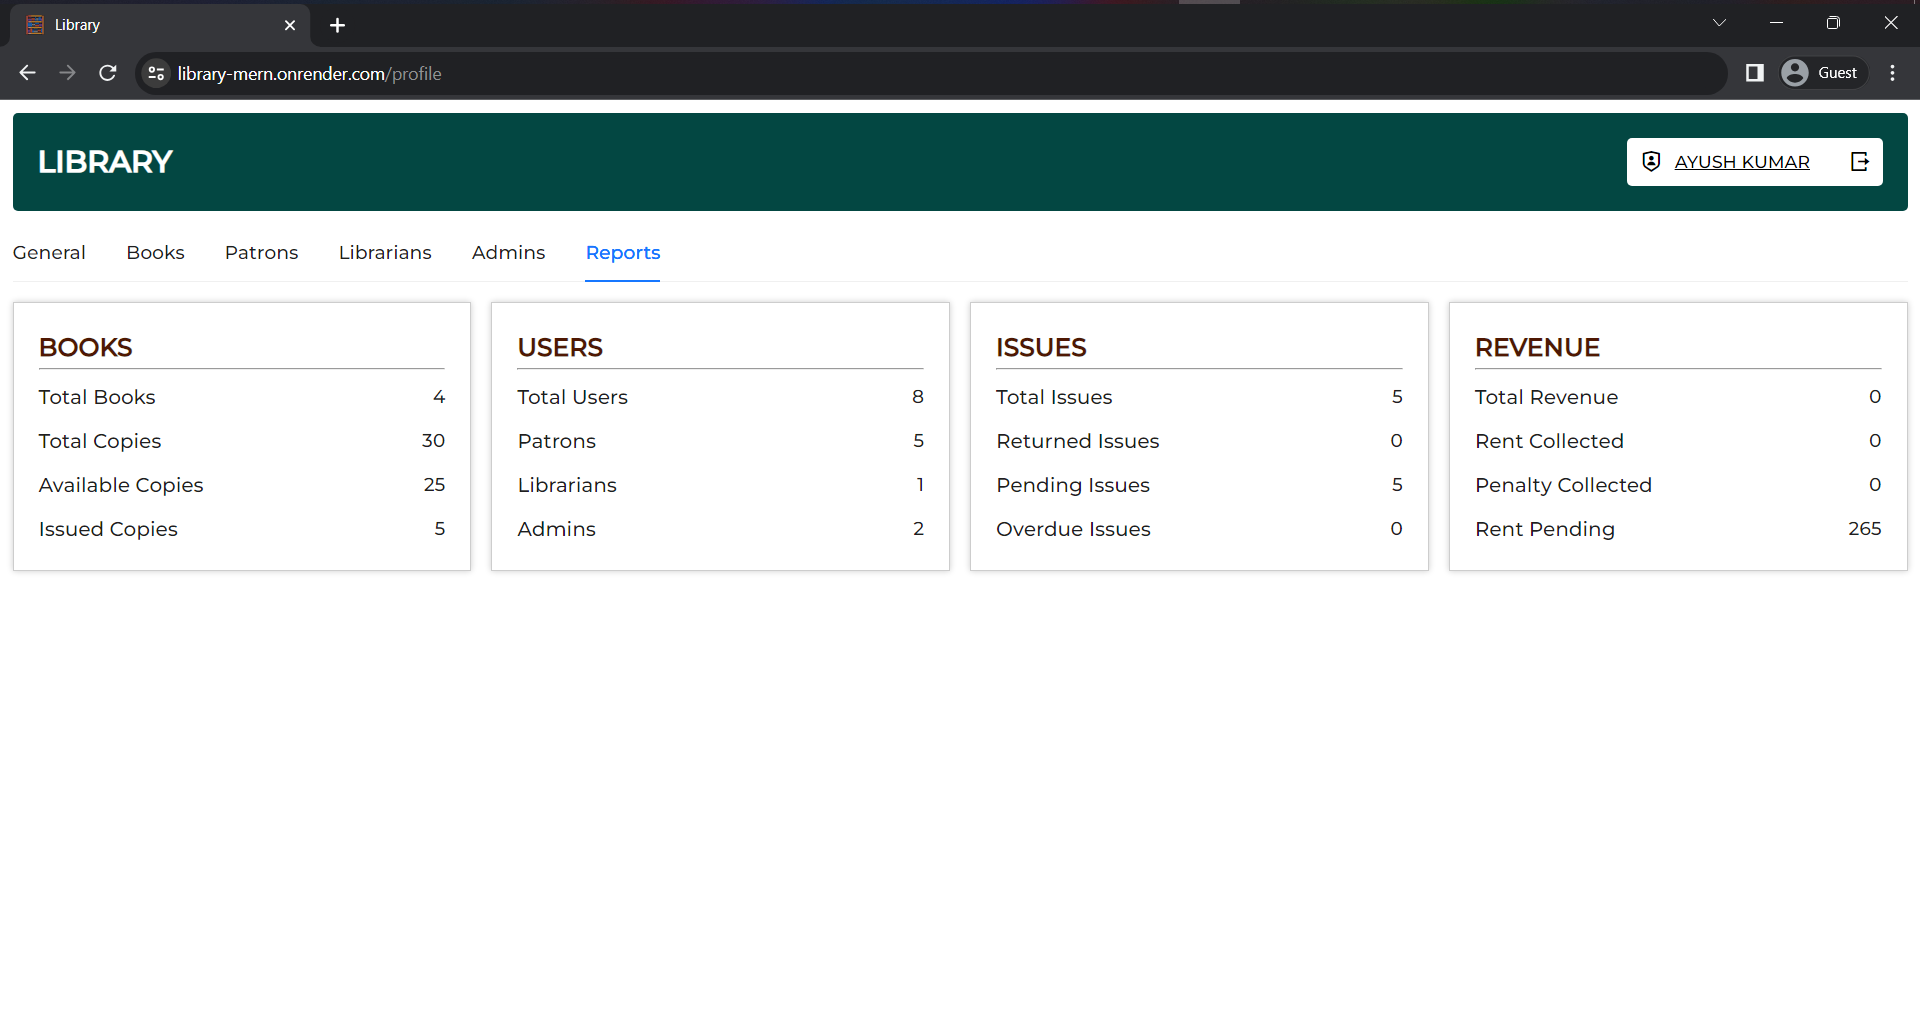 Library
library-mern.onrender.com/profile
Guest
LIBRARY
AYUSH KUMAR
General Books Patrons Librarians Admins Reports
BOOKS
Total Books 4
Total Copies 30
Available Copies 25
Issued Copies 5
USERS
Total Users 8
Patrons 5
Librarians 1
Admins 2
ISSUES
Total Issues 5
Returned Issues 0
Pending Issues 5
Overdue Issues 0
REVENUE
Total Revenue 0
Rent Collected 0
Penalty Collected 0
Rent Pending 265